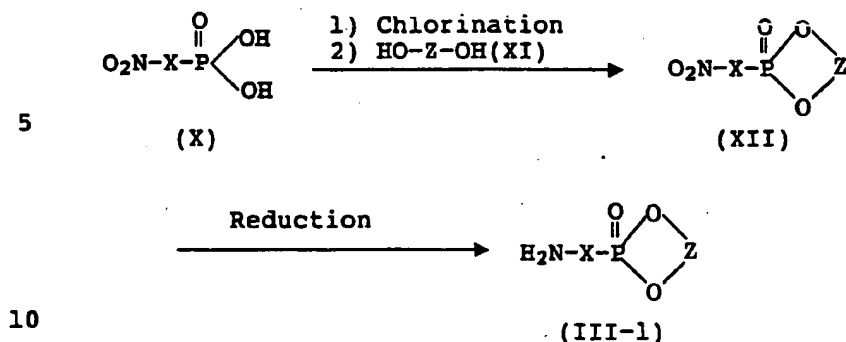 1) Chlorination
2) HO-Z-OH(XI)
O
||
O₂N-X-P
OH
OH
(X)
O
||
O₂N-X-P
O
O
Z
(XII)
5
Reduction
O
||
H₂N-X-P
O
O
Z
(III-1)
10